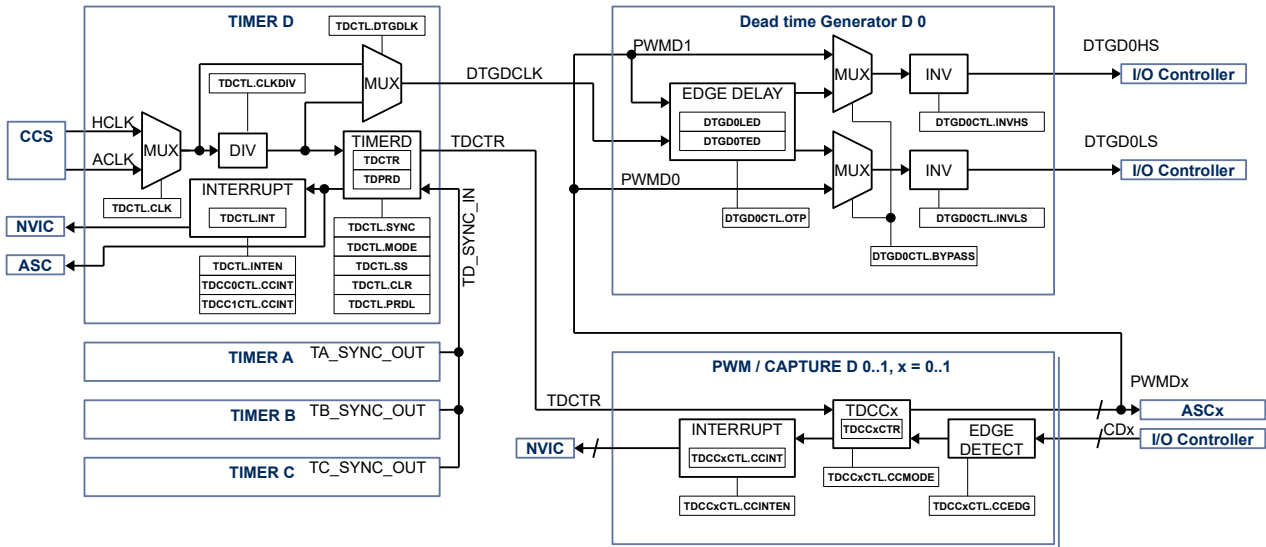 TIMER D
TDCTL.DTGDLK
MUX
TDCTL.CLKDIV
DTGDCLK
CCS
HCLK
ACLK
MUX
DIV
TIMERD
TDCTR
TDPRD
TDCTR
TDCTL.CLK
INTERRUPT
TDCTL.INT
NVIC
ASC
TDCTL.INTEN
TDCC0CTL.CCINT
TDCC1CTL.CCINT
TDCTL.SYNC
TDCTL.MODE
TDCTL.SS
TDCTL.CLR
TDCTL.PRDL
TD_SYNC_IN
TIMER A
TA_SYNC_OUT
TIMER B
TB_SYNC_OUT
TIMER C
TC_SYNC_OUT
Dead time Generator D 0
PWMD1
MUX
INV
DTGD0HS
I/O Controller
EDGE DELAY
DTGD0LED
DTGD0TED
DTGD0CTL.INVHS
PWMD0
MUX
INV
DTGD0LS
I/O Controller
DTGD0CTL.OTP
DTGD0CTL.INVLS
DTGD0CTL.BYPASS
PWM / CAPTURE D 0..1, x = 0..1
TDCTR
TDCCx
TDCCxCTR
PWMDx
ASCx
CDx
I/O Controller
NVIC
INTERRUPT
TDCCxCTL.CCINT
EDGE
DETECT
TDCCxCTL.CCMODE
TDCCxCTL.CCINTEN
TDCCxCTL.CCEDG